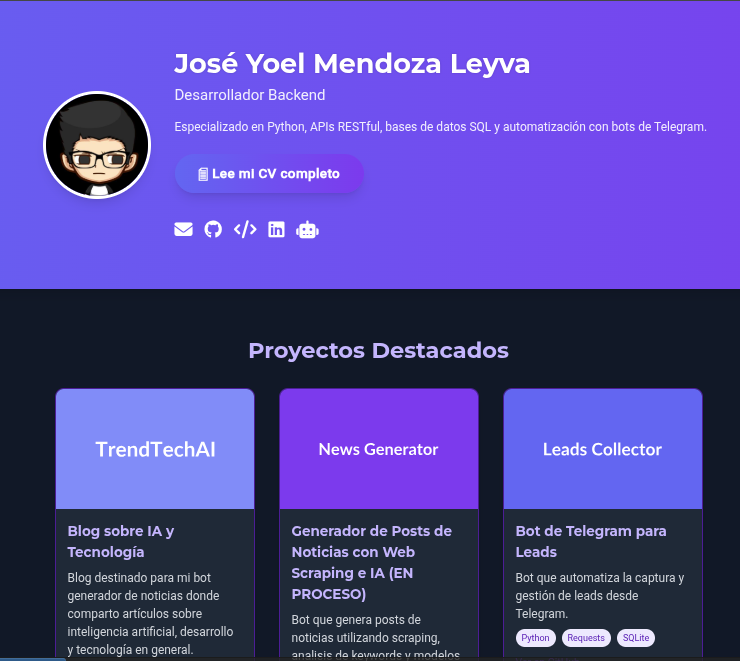 José Yoel Mendoza Leyva
Desarrollador Backend
Especializado en Python, APIs RESTful, bases de datos SQL y automatización con bots de Telegram.
Lee mi CV completo
Proyectos Destacados
TrendTechAI
Blog sobre IA y
Tecnología
Blog destinado para mi bot
generador de noticias donde
comparto artículos sobre
inteligencia artificial, desarrollo
y tecnología en general.
News Generator
Generador de Posts de
Noticias con Web
Scraping e IA (EN
PROCESO)
Bot que genera posts de
noticias utilizando scraping,
analisis de keywords y modelos
Leads Collector
Bot de Telegram para
Leads
Bot que automatiza la captura y
gestión de leads desde
Telegram.
Python
Requests
SQLite